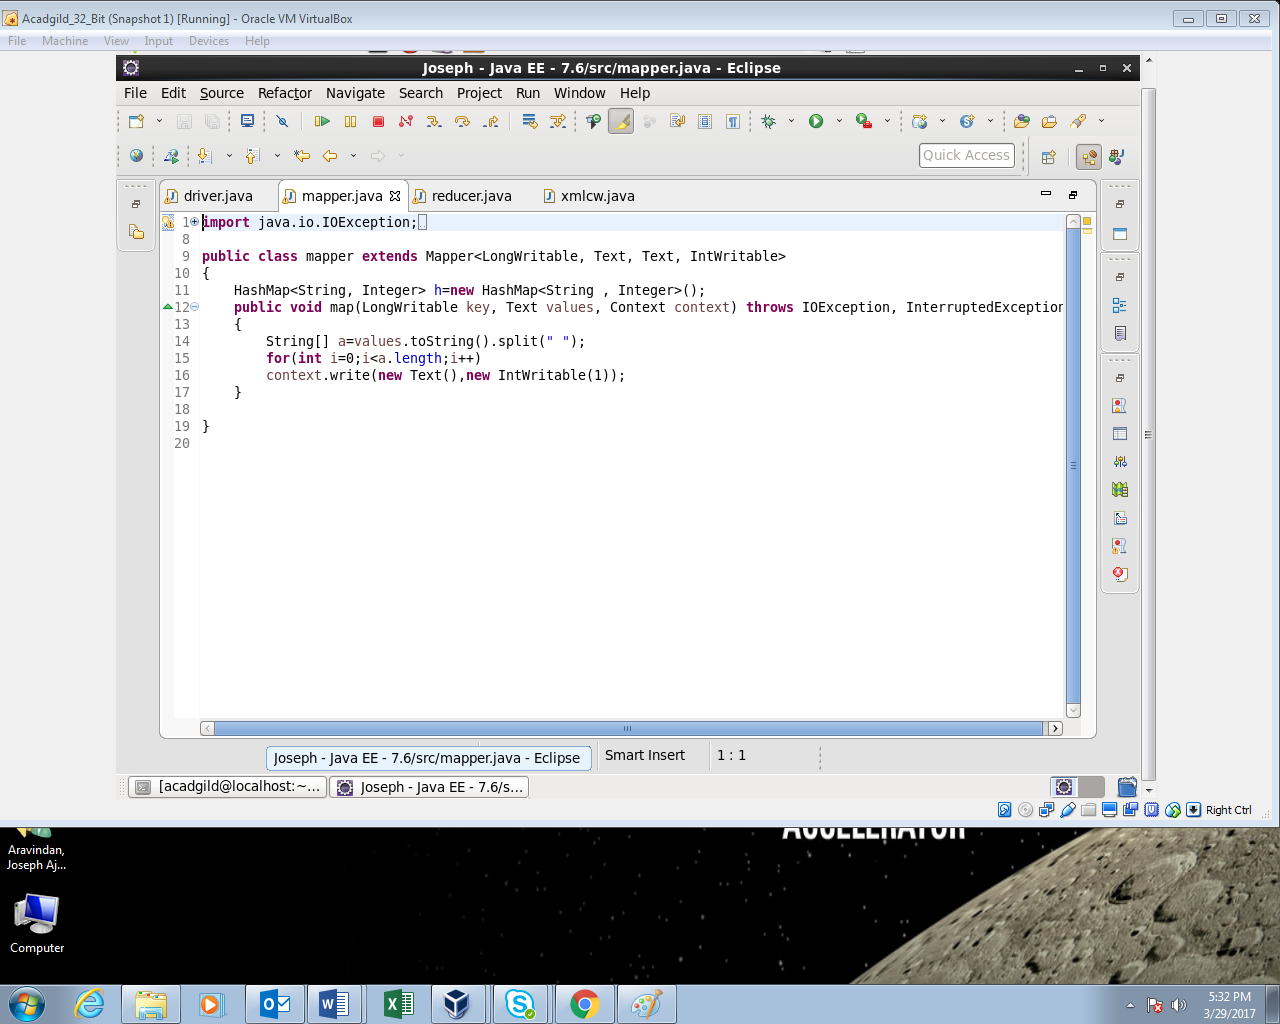 Acadgild_32_Bit (Snapshot 1) [Running] - Oracle VM VirtualBox
File Machine View Input Devices Help
Joseph - Java EE - 7.6/src/mapper.java - Eclipse
File Edit Source Refactor Navigate Search Project Run Window Help
Quick Access
driver.java mapper.java reducer.java xmlcw.java
1 import java.io.IOException;
8
9 public class mapper extends Mapper<LongWritable, Text, Text, IntWritable>
10 {
11 HashMap<String, Integer> h=new HashMap<String , Integer>();
12 public void map(LongWritable key, Text values, Context context) throws IOException, InterruptedException
13 {
14 String[] a=values.toString().split(" ");
15 for(int i=0;i<a.length;i++)
16 context.write(new Text(),new IntWritable(1));
17 }
18
19 }
20
Joseph - Java EE - 7.6/src/mapper.java - Eclipse
Smart Insert 1 : 1
[acadgild@localhost:~... Joseph - Java EE - 7.6/s...
Right Ctrl
ACCELERATOR
Aravindan,
Joseph Aj...
Computer
5:32 PM
3/29/2017